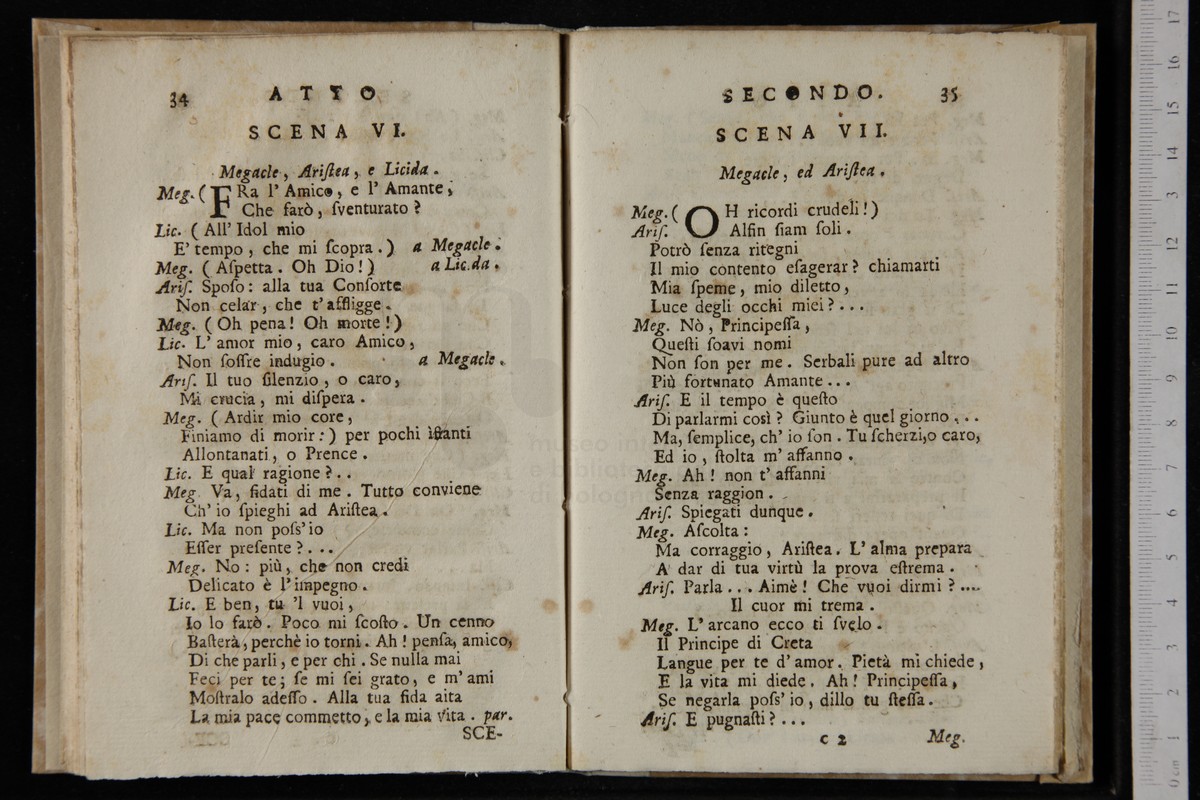 34 ATTO
SCENA VI.
Megacle, Ariſtea, e Licida.
Meg. ( FRa l' Amico, e l' Amante,
Che farò, ſventurato?
Lic. (All' Idol mio
E' tempo, che mi ſcopra.) a Megacle.
Meg. (Aſpetta. Oh Dio!) a Lic.da.
Ariſ. Spoſo: alla tua Conſorte
Non celar, che t' affligge.
Meg. (Oh pena! Oh morte!)
Lic. L' amor mio, caro Amico,
Non ſoffre indugio. a Megacle.
Ariſ. Il tuo ſilenzio, o caro,
Mi crucia, mi diſpera.
Meg. (Ardir mio core,
Finiamo di morir:) per pochi iſtanti
Allontanati, o Prence.
Lic. E qual ragione?..
Meg. Va, fidati di me. Tutto conviene
Ch' io ſpieghi ad Ariſtea.
Lic. Ma non poſs' io
Eſſer preſente?...
Meg. No: più, che non credi
Delicato è l' impegno.
Lic. E ben, tu 'l vuoi,
Io lo farò. Poco mi ſcoſto. Un cenno
Baſterà, perchè io torni. Ah! penſa, amico,
Di che parli, e per chi. Se nulla mai
Feci per te; ſe mi ſei grato, e m' ami
Moſtralo adeſſo. Alla tua fida aita
La mia pace commetto, e la mia vita. par.
SCE-
SECONDO. 35
SCENA VII.
Megacle, ed Ariſtea.
Meg. ( OH ricordi crudeli!)
Ariſ. Alfin ſiam ſoli.
Potrò ſenza ritegni
Il mio contento eſagerar? chiamarti
Mia ſpeme, mio diletto,
Luce degli occhi miei?...
Meg. Nò, Principeſſa,
Queſti ſoavi nomi
Non ſon per me. Serbali pure ad altro
Più fortunato Amante...
Ariſ. E il tempo è queſto
Di parlarmi così? Giunto è quel giorno...
Ma, ſemplice, ch' io ſon. Tu ſcherzi,o caro,
Ed io, ſtolta m' affanno.
Meg. Ah! non t' affanni
Senza raggion.
Ariſ. Spiegati dunque.
Meg. Aſcolta:
Ma corraggio, Ariſtea. L' alma prepara
A dar di tua virtù la prova eſtrema.
Ariſ. Parla... Aimè! Che vuoi dirmi?....
Il cuor mi trema.
Meg. L' arcano ecco ti ſvelo.
Il Principe di Creta
Langue per te d' amor. Pietà mi chiede,
E la vita mi diede. Ah! Principeſſa,
Se negarla poſs' io, dillo tu ſteſſa.
Ariſ. E pugnaſti?...
C 2 Meg.